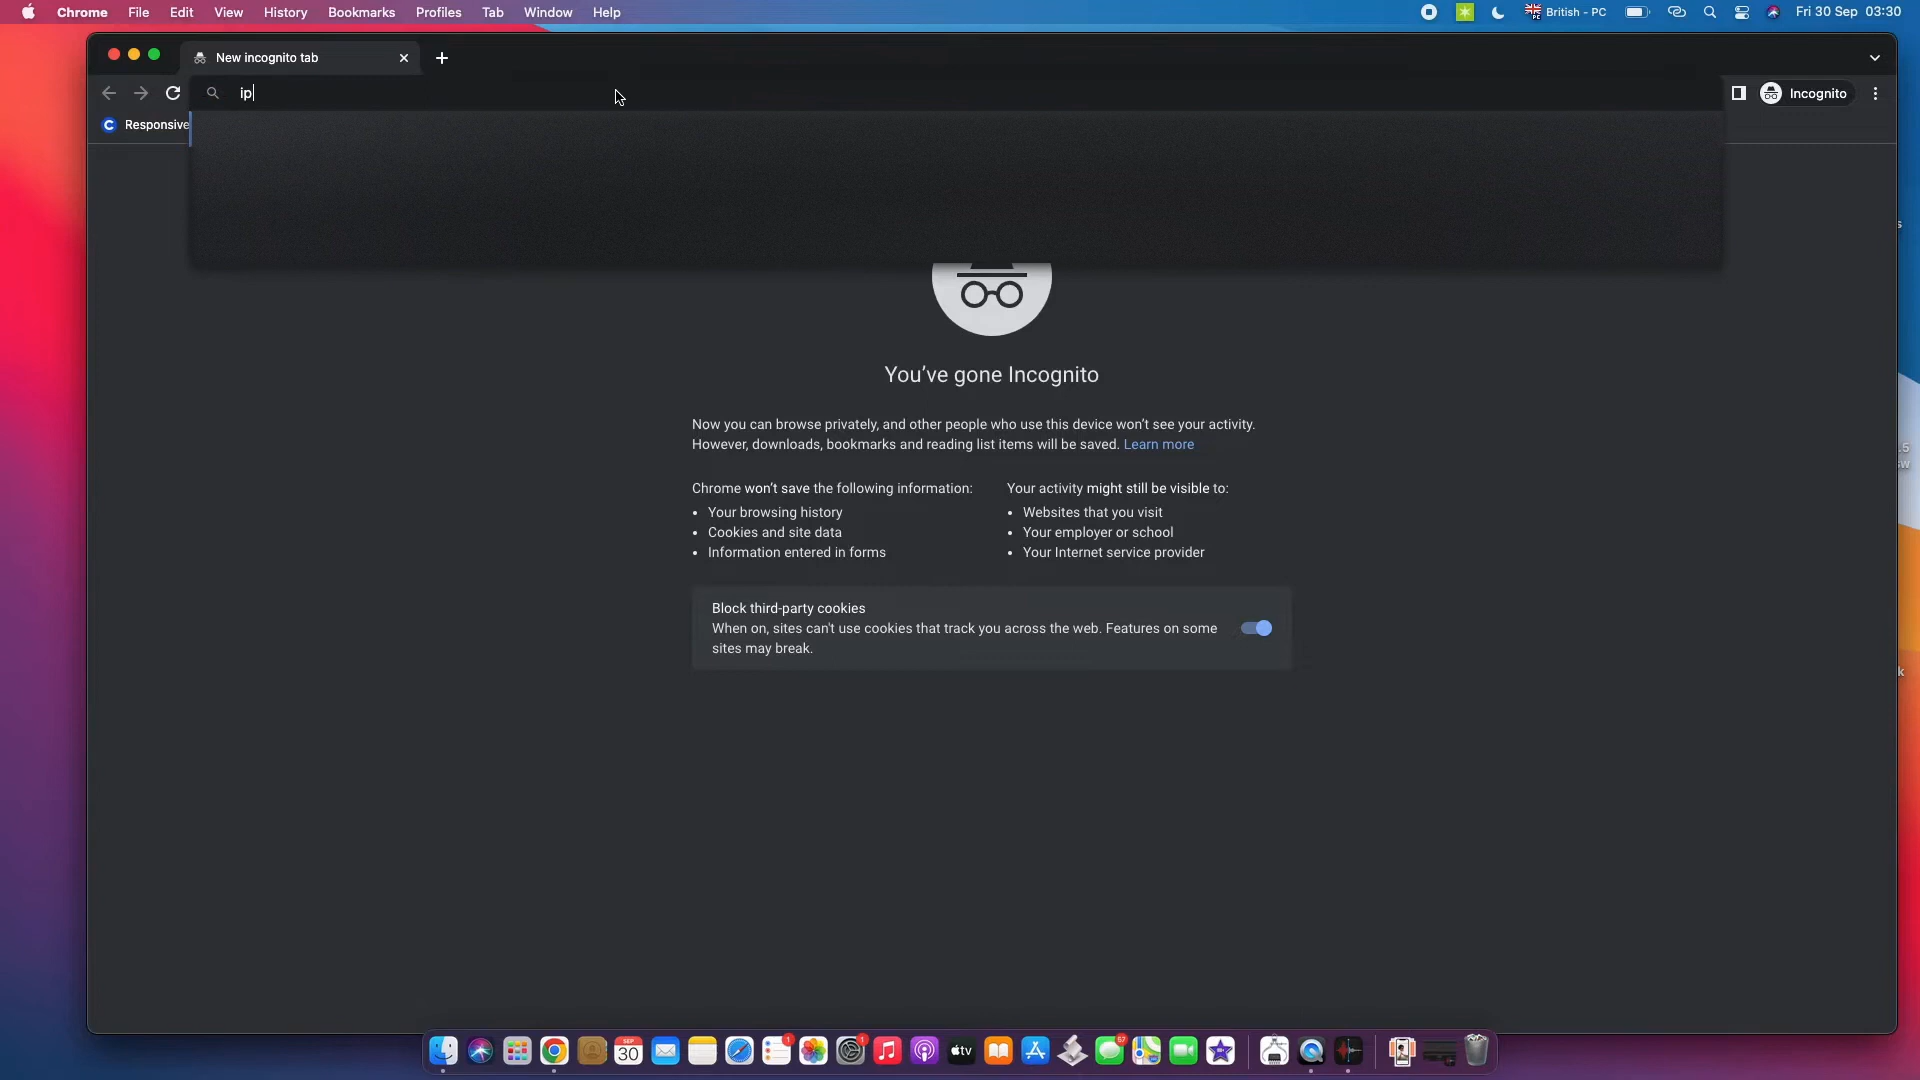 Chrome File Edit View History Bookmarks Profiles Tab Window Help British - PC Fri 30 Sep 03:30
New incognito tab
ip
Incognito
Responsive
You've gone Incognito
Now you can browse privately, and other people who use this device won't see your activity.
However, downloads, bookmarks and reading list items will be saved. Learn more
Chrome won't save the following information:
Your browsing history
Cookies and site data
Information entered in forms
Your activity might still be visible to:
Websites that you visit
Your employer or school
Your Internet service provider
Block third-party cookies
When on, sites can't use cookies that track you across the web. Features on some
sites may break.
SEP
30
1
1
tv